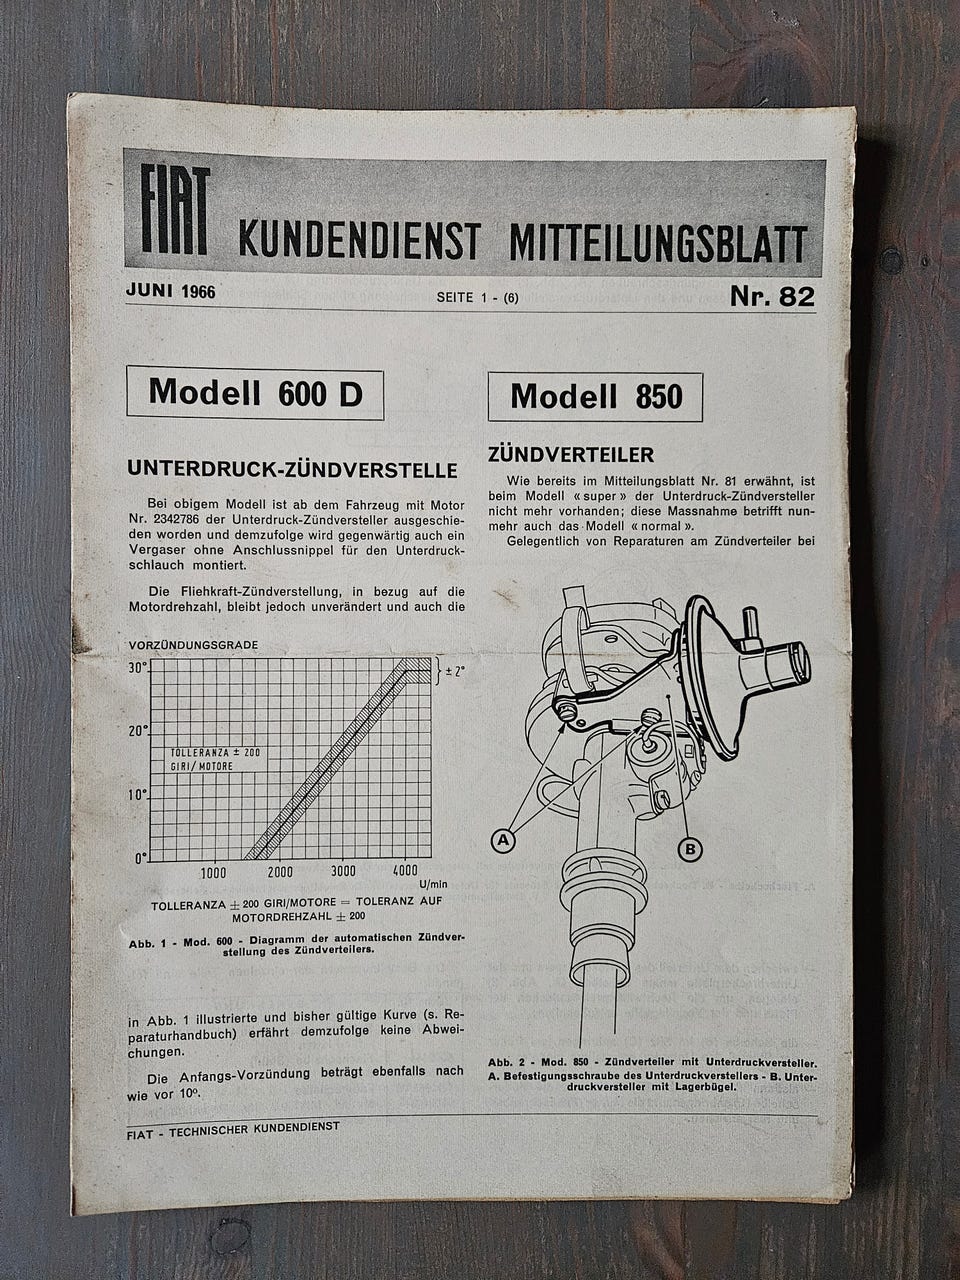 FIAT KUNDENDIENST MITTEILUNGSBLATT
JUNI 1966
SEITE 1 - (6)
Nr. 82
Modell 600 D
UNTERDRUCK-ZÜNDVERSTELLE
Bei obigem Modell ist ab dem Fahrzeug mit Motor
Nr. 2342786 der Unterdruck-Zündversteller ausgeschie-
den worden und demzufolge wird gegenwärtig auch ein
Vergaser ohne Anschlussnippel für den Unterdruck-
schlauch montiert.
Die Fliehkraft-Zündverstellung, in bezug auf die
Motordrehzahl, bleibt jedoch unverändert und auch die
VORZÜNDUNGSGRADE
30°
± 2°
20°
TOLLERANZA ± 200
GIRI/MOTORE
10°
0°
1000 2000 3000 4000
U/min
TOLLERANZA ± 200 GIRI/MOTORE = TOLERANZ AUF
MOTORDREHZAHL ± 200
Abb. 1 - Mod. 600 - Diagramm der automatischen Zündver-
stellung des Zündverteilers.
in Abb. 1 illustrierte und bisher gültige Kurve (s. Re-
paraturhandbuch) erfährt demzufolge keine Abwei-
chungen.
Die Anfangs-Vorzündung beträgt ebenfalls nach
wie vor 10º.
Modell 850
ZÜNDVERTEILER
Wie bereits im Mitteilungsblatt Nr. 81 erwähnt, ist
beim Modell « super » der Unterdruck-Zündversteller
nicht mehr vorhanden; diese Massnahme betrifft nun-
mehr auch das Modell « normal ».
Gelegentlich von Reparaturen am Zündverteiler bei
A
B
Abb. 2 - Mod. 850 - Zündverteiler mit Unterdruckversteller.
A. Befestigungsschraube des Unterdruckverstellers - B. Unter-
druckversteller mit Lagerbügel.
FIAT - TECHNISCHER KUNDENDIENST